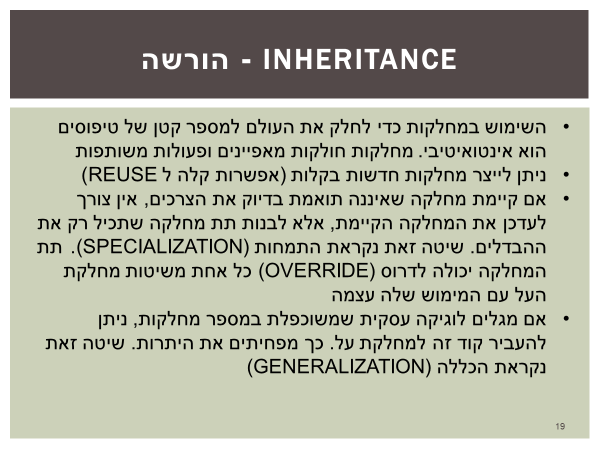 הורשה - INHERITANCE
השימוש במחלקות כדי לחלק את העולם למספר קטן של טיפוסים
הוא אינטואיטיבי. מחלקות חולקות מאפיינים ופעולות משותפות
ניתן לייצר מחלקות חדשות בקלות (אפשרות קלה ל REUSE)
אם קיימת מחלקה שאיננה תואמת בדיוק את הצרכים, אין צורך
לעדכן את המחלקה הקיימת, אלא לבנות תת מחלקה שתכיל רק את
ההבדלים. שיטה זאת נקראת התמחות (SPECIALIZATION). תת
המחלקה יכולה לדרוס (OVERRIDE) כל אחת משיטות מחלקת
העל עם המימוש שלה עצמה
אם מגלים לוגיקה עסקית שמשוכפלת במספר מחלקות, ניתן
להעביר קוד זה למחלקת על. כך מפחיתים את היתרות. שיטה זאת
נקראת הכללה (GENERALIZATION)
19